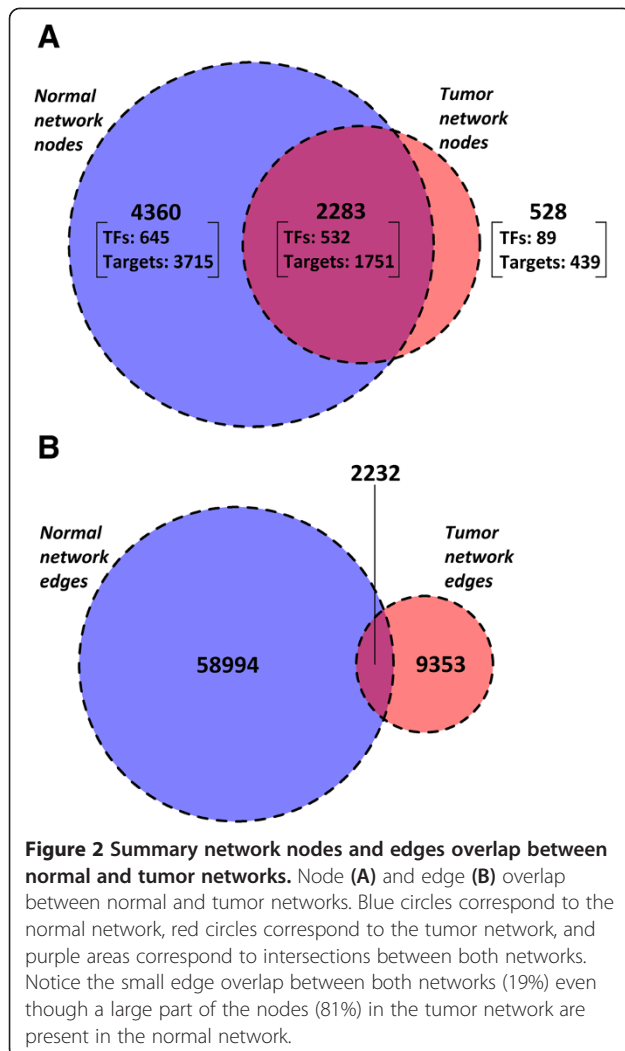 A
Normal
network
nodes
Tumor
network
nodes
4360
TFs: 645
Targets: 3715
2283
TFs: 532
Targets: 1751
528
TFs: 89
Targets: 439
B
2232
Normal
network
edges
Tumor
network
edges
58994
9353
Figure 2 Summary network nodes and edges overlap between
normal and tumor networks. Node (A) and edge (B) overlap
between normal and tumor networks. Blue circles correspond to the
normal network, red circles correspond to the tumor network, and
purple areas correspond to intersections between both networks.
Notice the small edge overlap between both networks (19%) even
though a large part of the nodes (81%) in the tumor network are
present in the normal network.